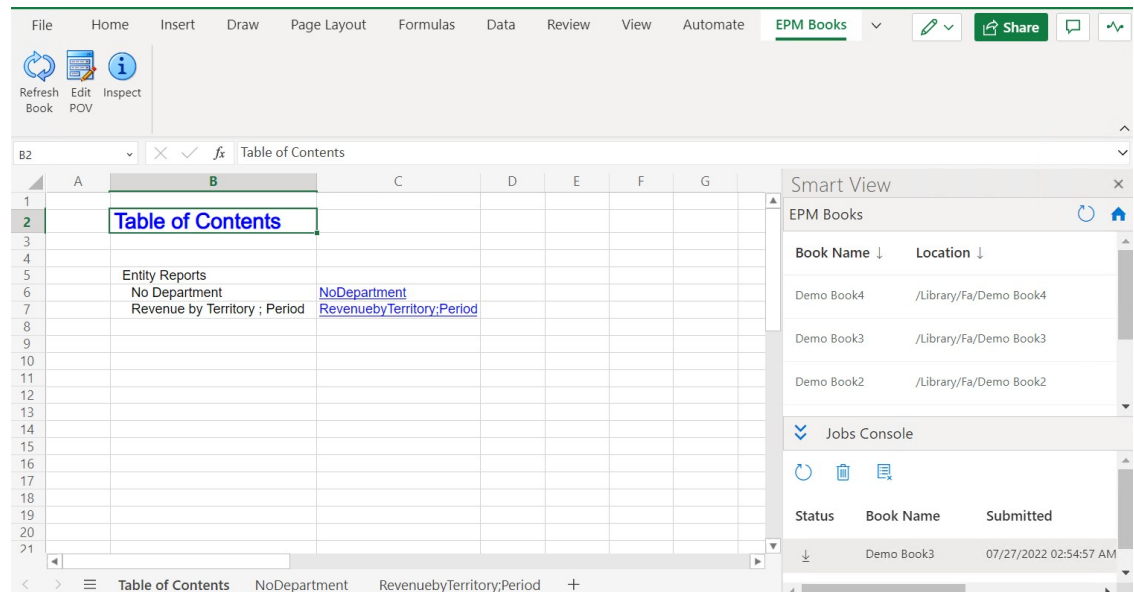 File Home Insert Draw Page Layout Formulas Data Review View Automate EPM Books Share
Refresh Book Edit POV Inspect
B2 fx Table of Contents
A B C D E F G
1
2 Table of Contents
3
4
5 Entity Reports
6 No Department NoDepartment
7 Revenue by Territory ; Period RevenuebyTerritory;Period
8
9
10
11
12
13
14
15
16
17
18
19
20
21
Table of Contents NoDepartment RevenuebyTerritory;Period +
Smart View
EPM Books
Book Name ↓ Location ↓
Demo Book4 /Library/Fa/Demo Book4
Demo Book3 /Library/Fa/Demo Book3
Demo Book2 /Library/Fa/Demo Book2
Jobs Console
Status Book Name Submitted
Demo Book3 07/27/2022 02:54:57 AM